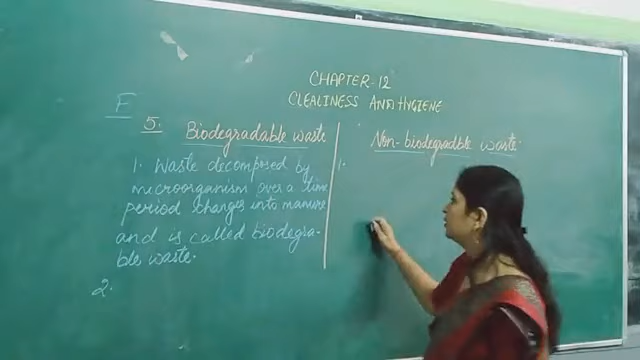 CHAPTER-12
CLEALINESS AND HYGIENE
E
5. Biodegradable waste
Non-biodegradble waste
1. Waste decomposed by
microorganism over a time
period changes into manure
and is called biodegra-
ble waste.
2.
1.